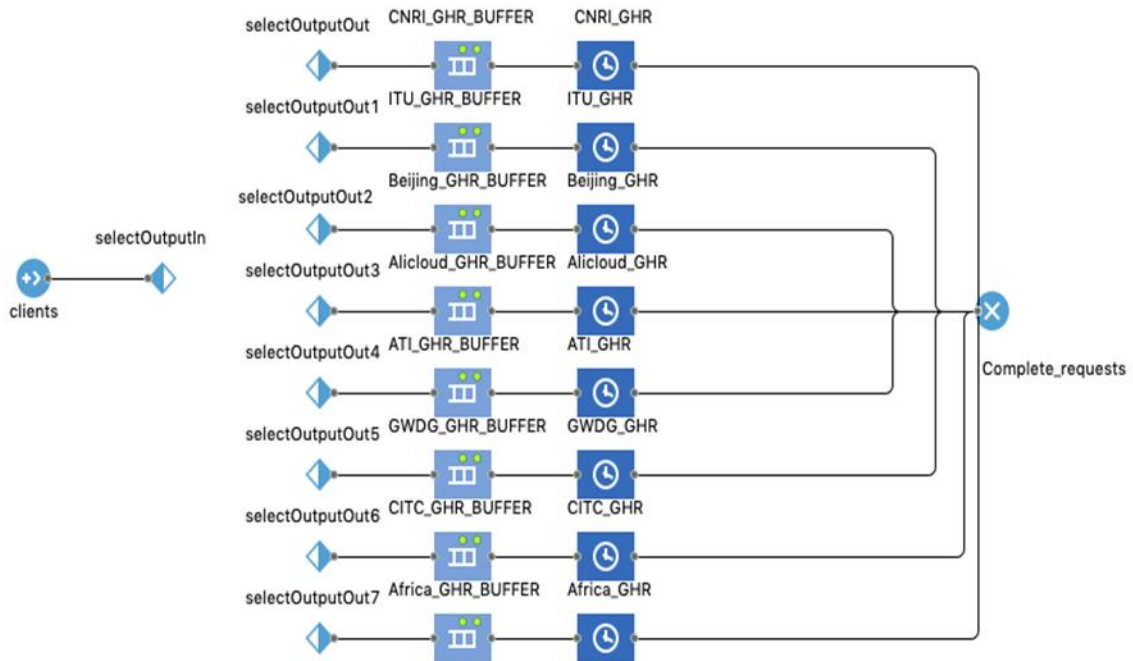 selectOutputOut CNRI_GHR_BUFFER CNRI_GHR
selectOutputOut1 ITU_GHR_BUFFER ITU_GHR
selectOutputOut2 Beijing_GHR_BUFFER Beijing_GHR
selectOutputIn
selectOutputOut3 Alicloud_GHR_BUFFER Alicloud_GHR
clients
selectOutputOut4 ATI_GHR_BUFFER ATI_GHR
Complete_requests
selectOutputOut5 GWDG_GHR_BUFFER GWDG_GHR
selectOutputOut6 CITC_GHR_BUFFER CITC_GHR
selectOutputOut7 Africa_GHR_BUFFER Africa_GHR